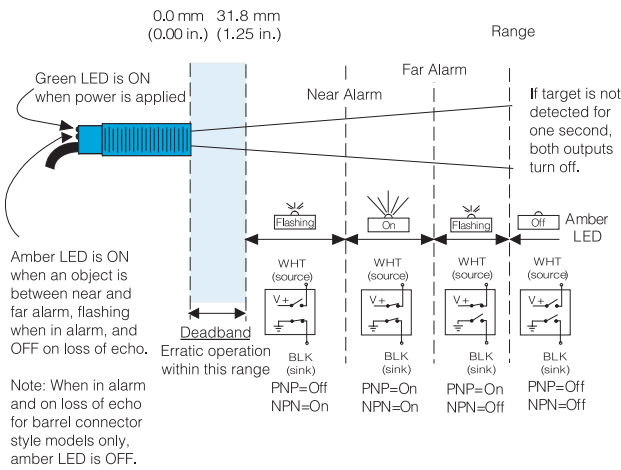 0.0 mm 31.8 mm
(0.00 in.) (1.25 in.)
Range
Far Alarm
Near Alarm
Green LED is ON
when power is applied
If target is not
detected for
one second,
both outputs
turn off.
Flashing
On
Flashing
Off
Amber
LED
Amber LED is ON
when an object is
between near and
far alarm, flashing
when in alarm, and
OFF on loss of echo.
Note: When in alarm
and on loss of echo
for barrel connector
style models only,
amber LED is OFF.
Deadband
Erratic operation
within this range
WHT
(source)
V+
BLK
(sink)
PNP=Off
NPN=On
WHT
(source)
V+
BLK
(sink)
PNP=On
NPN=On
WHT
(source)
V+
BLK
(sink)
PNP=On
NPN=Off
WHT
(source)
V+
BLK
(sink)
PNP=Off
NPN=Off